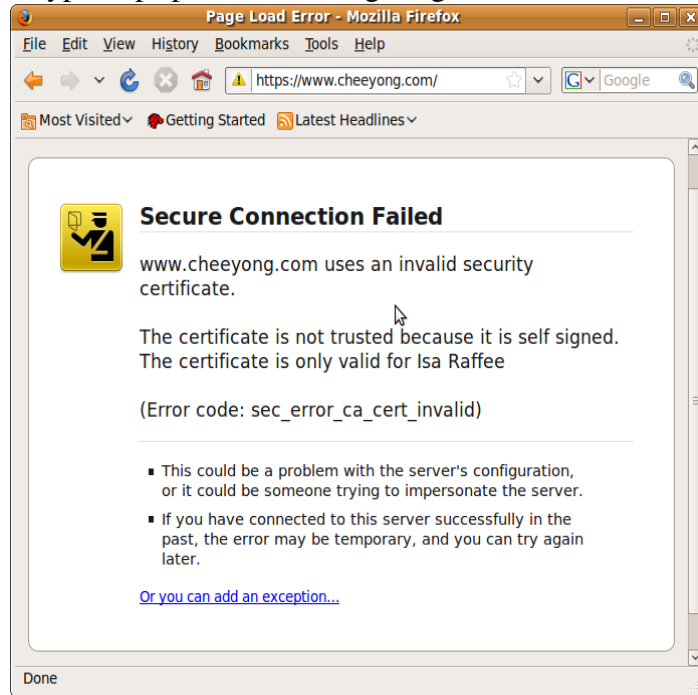 Page Load Error - Mozilla Firefox
File Edit View History Bookmarks Tools Help
https://www.cheeyong.com/ G Google
Most Visited Getting Started Latest Headlines
Secure Connection Failed
www.cheeyong.com uses an invalid security
certificate.
The certificate is not trusted because it is self signed.
The certificate is only valid for Isa Raffee
(Error code: sec_error_ca_cert_invalid)
This could be a problem with the server's configuration,
or it could be someone trying to impersonate the server.
If you have connected to this server successfully in the
past, the error may be temporary, and you can try again
later.
Or you can add an exception...
Done